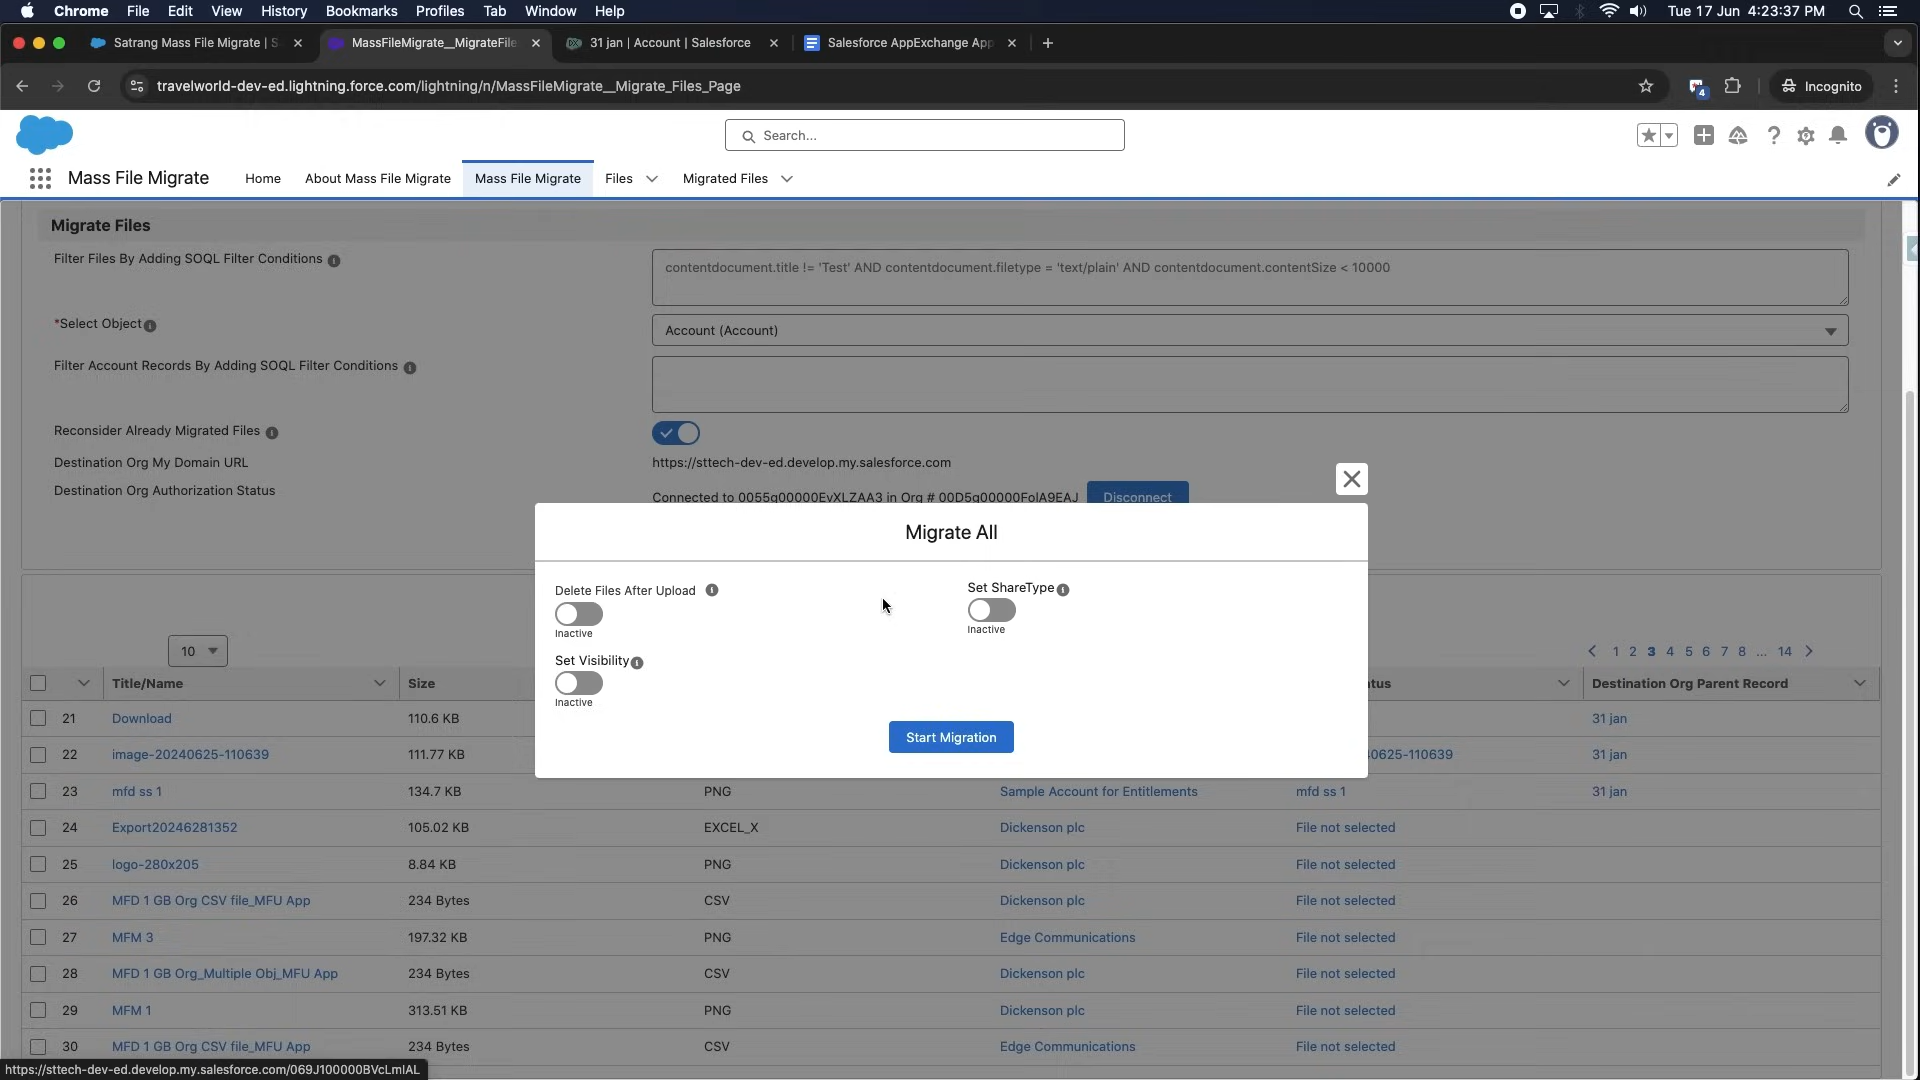 Chrome File Edit View History Bookmarks Profiles Tab Window Help Tue 17 Jun 4:23:37 PM
Satrang Mass File Migrate | S MassFileMigrate__MigrateFile 31 jan | Account | Salesforce Salesforce AppExchange App
travelworld-dev-ed.lightning.force.com/lightning/n/MassFileMigrate__Migrate_Files_Page 4 Incognito
Search...
Mass File Migrate Home About Mass File Migrate Mass File Migrate Files Migrated Files
Migrate Files
Filter Files By Adding SOQL Filter Conditions
contentdocument.title != 'Test' AND contentdocument.filetype = 'text/plain' AND contentdocument.contentSize < 10000
*Select Object Account (Account)
Filter Account Records By Adding SOQL Filter Conditions
Reconsider Already Migrated Files
Destination Org My Domain URL https://sttech-dev-ed.develop.my.salesforce.com
Destination Org Authorization Status Connected to 0055g00000EvXLZAA3 in Org # 00D5g00000FolA9EAJ Disconnect
Migrate All
Delete Files After Upload Set ShareType
Inactive Inactive
Set Visibility
Inactive
Start Migration
10 1 2 3 4 5 6 7 8 ... 14
Title/Name Size tus Destination Org Parent Record
21 Download 110.6 KB 31 jan
22 image-20240625-110639 111.77 KB 0625-110639 31 jan
23 mfd ss 1 134.7 KB PNG Sample Account for Entitlements mfd ss 1 31 jan
24 Export20246281352 105.02 KB EXCEL_X Dickenson plc File not selected
25 logo-280x205 8.84 KB PNG Dickenson plc File not selected
26 MFD 1 GB Org CSV file_MFU App 234 Bytes CSV Dickenson plc File not selected
27 MFM 3 197.32 KB PNG Edge Communications File not selected
28 MFD 1 GB Org_Multiple Obj_MFU App 234 Bytes CSV Dickenson plc File not selected
29 MFM 1 313.51 KB PNG Dickenson plc File not selected
30 MFD 1 GB Org CSV file_MFU App 234 Bytes CSV Edge Communications File not selected
https://sttech-dev-ed.develop.my.salesforce.com/069J100000BVcLmIAL